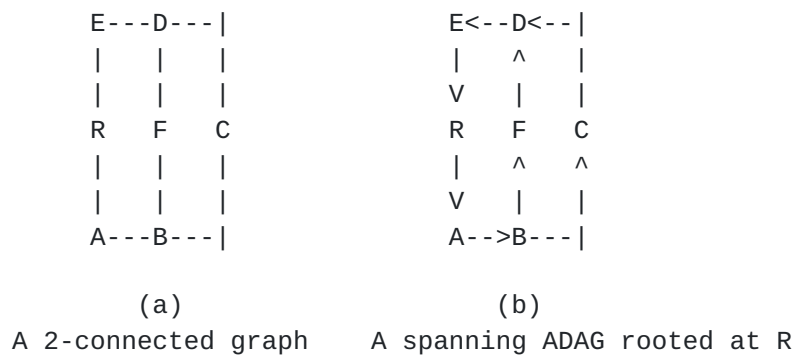 E---D---|               E<--D<--|
|   |   |               |   ^   |
|   |   |               V   |   |
R   F   C               R   F   C
|   |   |               |   ^   ^
|   |   |               V   |   |
A---B---|               A-->B---|
(a)                     (b)
A 2-connected graph    A spanning ADAG rooted at R